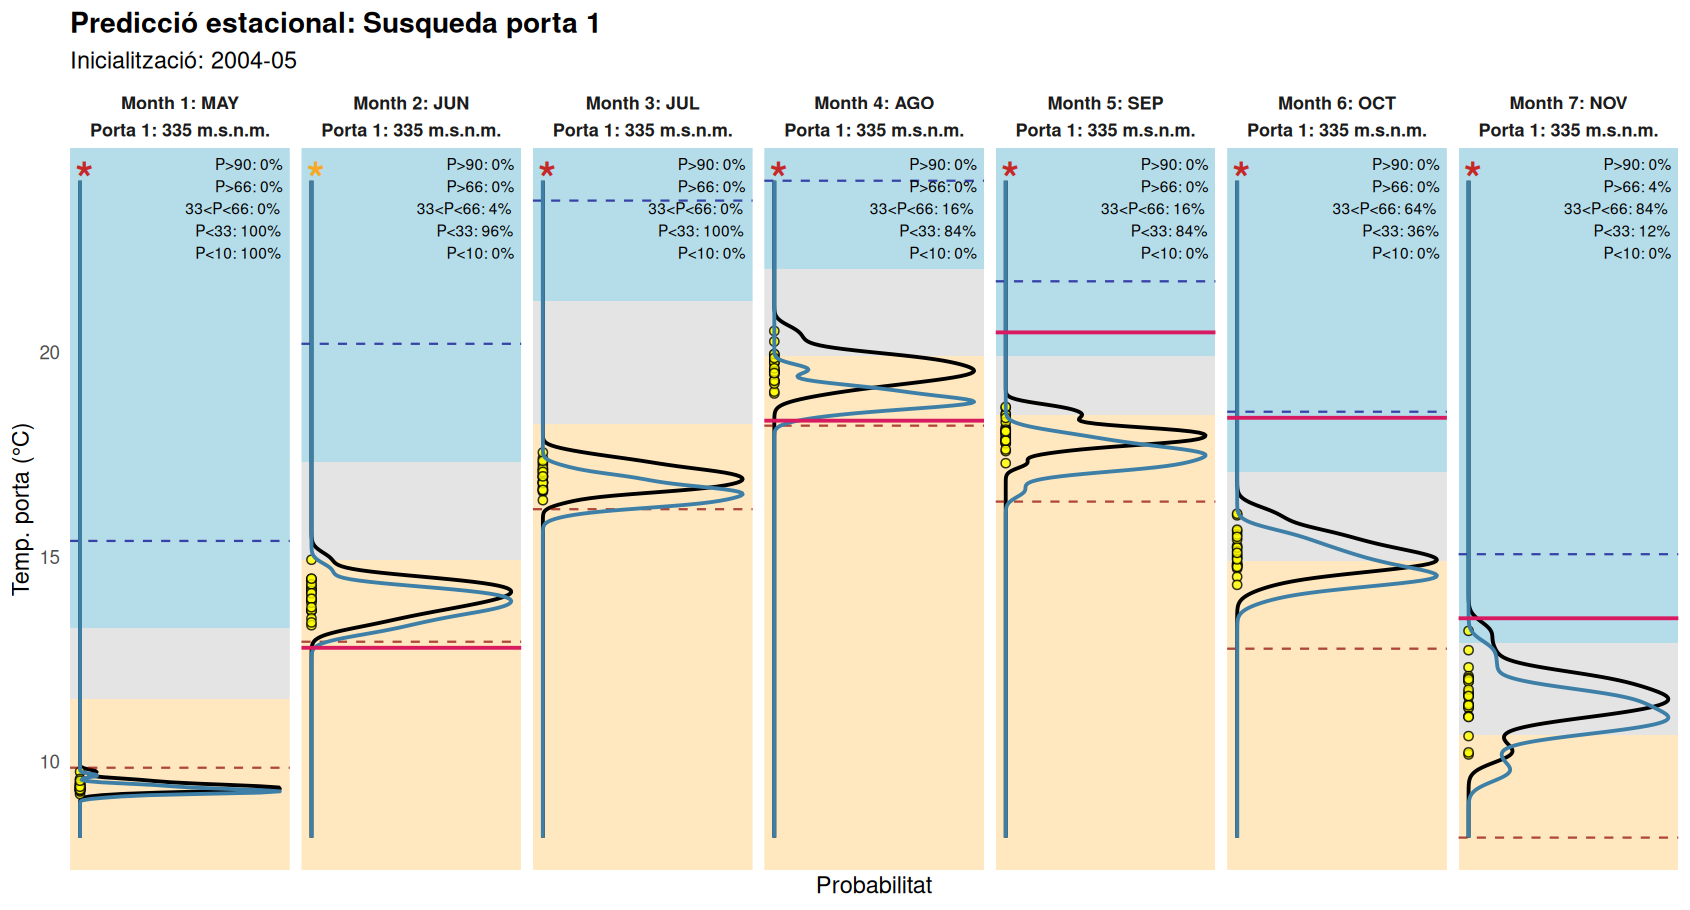 Predicció estacional: Susqueda porta 1
Inicialització: 2004-05
Month 1: MAY
Porta 1: 335 m.s.n.m.
Month 2: JUN
Porta 1: 335 m.s.n.m.
Month 3: JUL
Porta 1: 335 m.s.n.m.
Month 4: AGO
Porta 1: 335 m.s.n.m.
Month 5: SEP
Porta 1: 335 m.s.n.m.
Month 6: OCT
Porta 1: 335 m.s.n.m.
Month 7: NOV
Porta 1: 335 m.s.n.m.
*
P>90: 0%
P>66: 0%
33<P<66: 0%
P<33: 100%
P<10: 100%
*
P>90: 0%
P>66: 0%
33<P<66: 4%
P<33: 96%
P<10: 0%
*
P>90: 0%
P>66: 0%
33<P<66: 0%
P<33: 100%
P<10: 0%
*
P>90: 0%
P>66: 0%
33<P<66: 16%
P<33: 84%
P<10: 0%
*
P>90: 0%
P>66: 0%
33<P<66: 16%
P<33: 84%
P<10: 0%
*
P>90: 0%
P>66: 0%
33<P<66: 64%
P<33: 36%
P<10: 0%
*
P>90: 0%
P>66: 4%
33<P<66: 84%
P<33: 12%
P<10: 0%
Temp. porta (°C)
20
15
10
Probabilitat